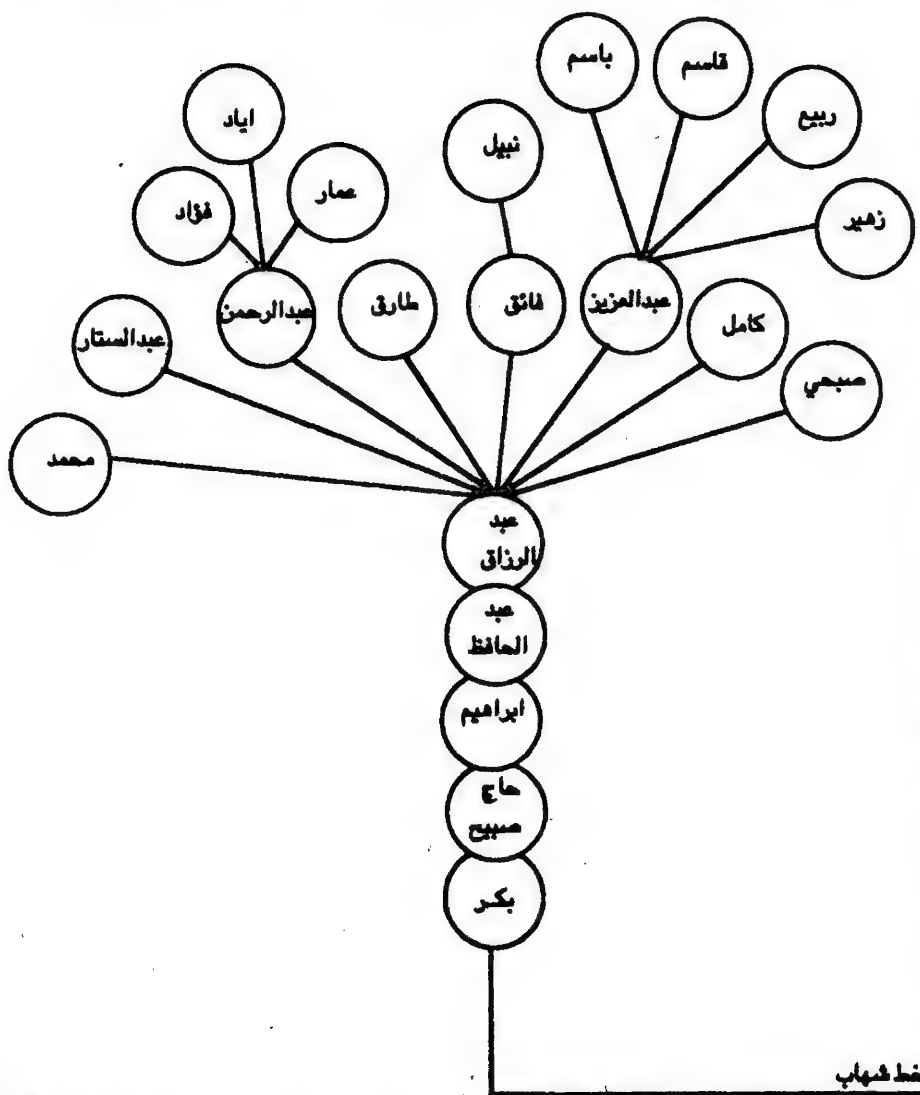 باسم
قاسم
ربيع
زهير
اياد
عمار
فؤاد
نبيل
صبحي
كامل
عبدالعزيز
فائق
طارق
عبدالرحمن
عبدالستار
محمد
عبد
الرزاق
عبد
الحافظ
ابراهيم
حاج
صبيح
بكر
شهاب